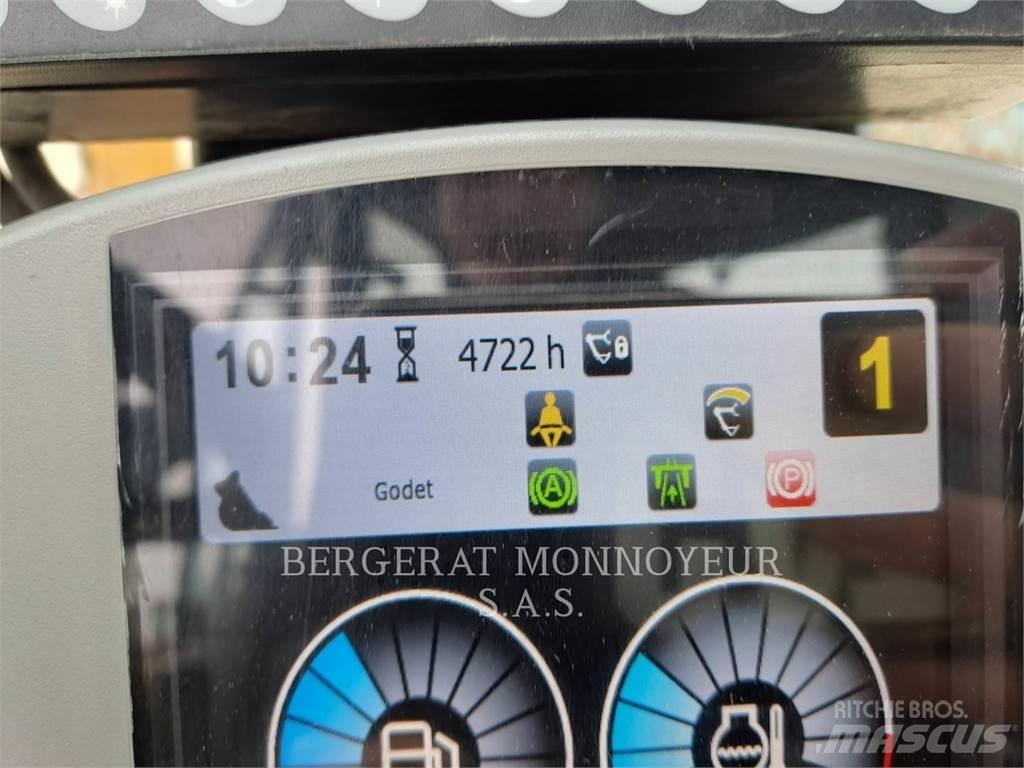 10:24 4722 h 1
A P
Godet
BERGERAT MONNOYEUR
S.A.S.
RITCHIE BROS.
MASCUS